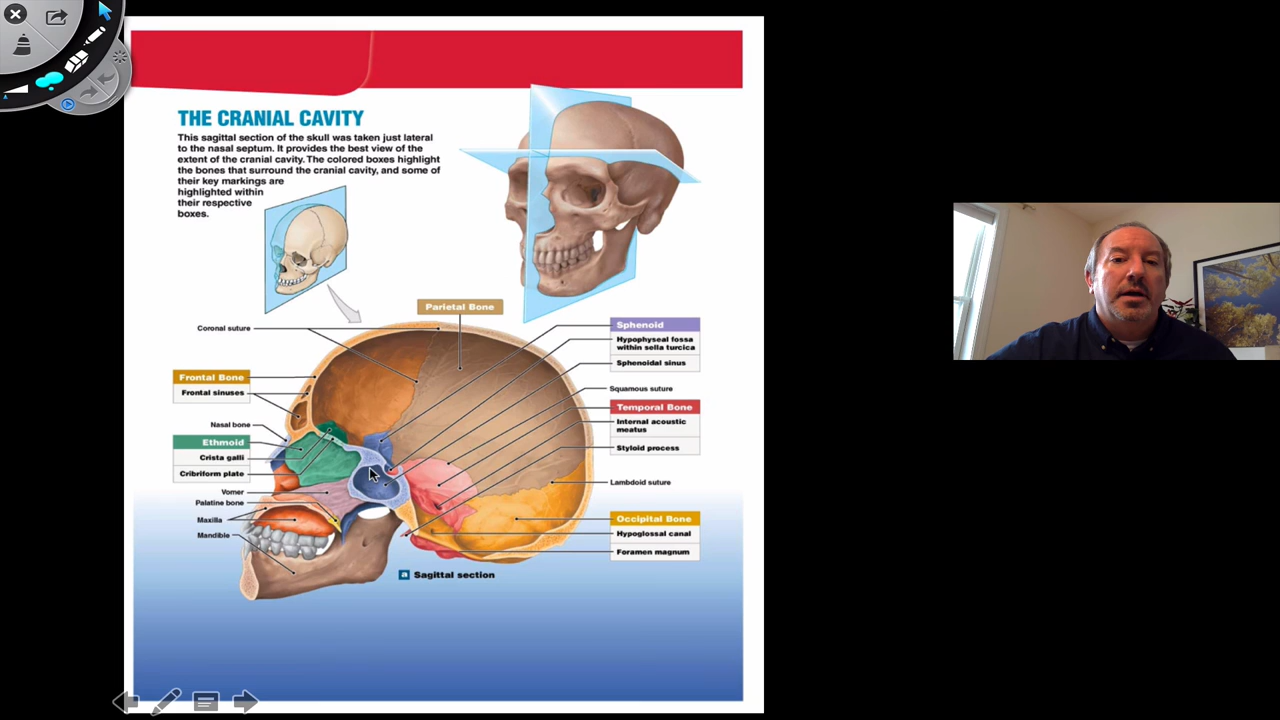 THE CRANIAL CAVITY
This sagittal section of the skull was taken just lateral
to the nasal septum. It provides the best view of the
extent of the cranial cavity. The colored boxes highlight
the bones that surround the cranial cavity, and some of
their key markings are
highlighted within
their respective
boxes.
Parietal Bone
Coronal suture
Frontal Bone
Frontal sinuses
Nasal bone
Ethmoid
Crista galli
Cribriform plate
Vomer
Palatine bone
Maxilla
Mandible
Sphenoid
Hypophyseal fossa
within sella turcica
Sphenoidal sinus
Squamous suture
Temporal Bone
Internal acoustic
meatus
Styloid process
Lambdoid suture
Occipital Bone
Hypoglossal canal
Foramen magnum
a Sagittal section